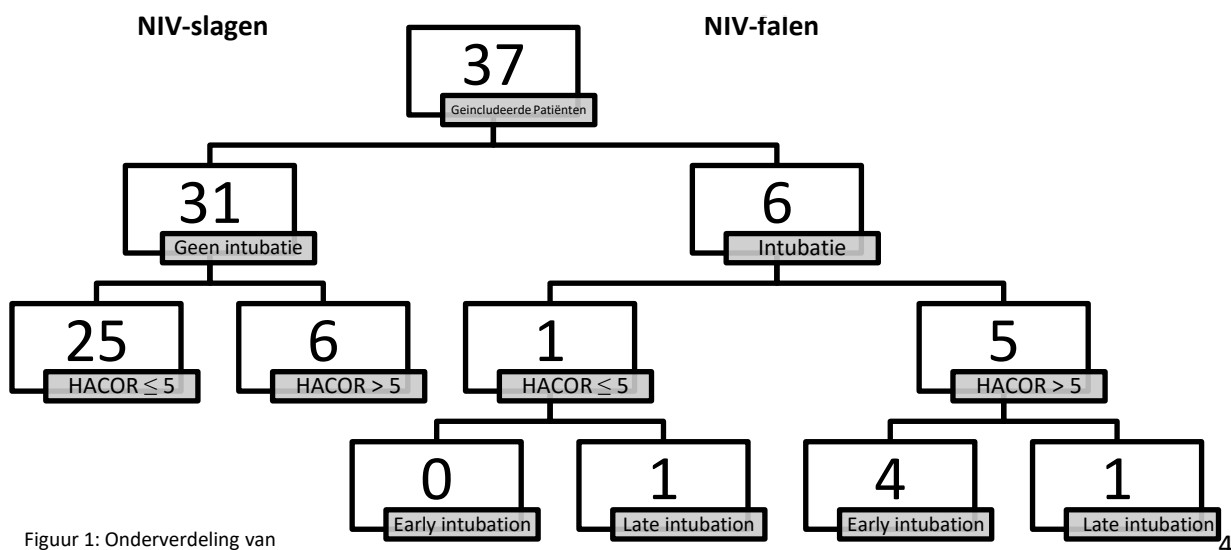 NIV-slagen
NIV-falen
37
Geincludeerde Patiënten
31
Geen intubatie
6
Intubatie
25
HACOR ≤ 5
6
HACOR > 5
1
HACOR ≤ 5
5
HACOR > 5
0
Early intubation
1
Late intubation
4
Early intubation
1
Late intubation
Figuur 1: Onderverdeling van
4